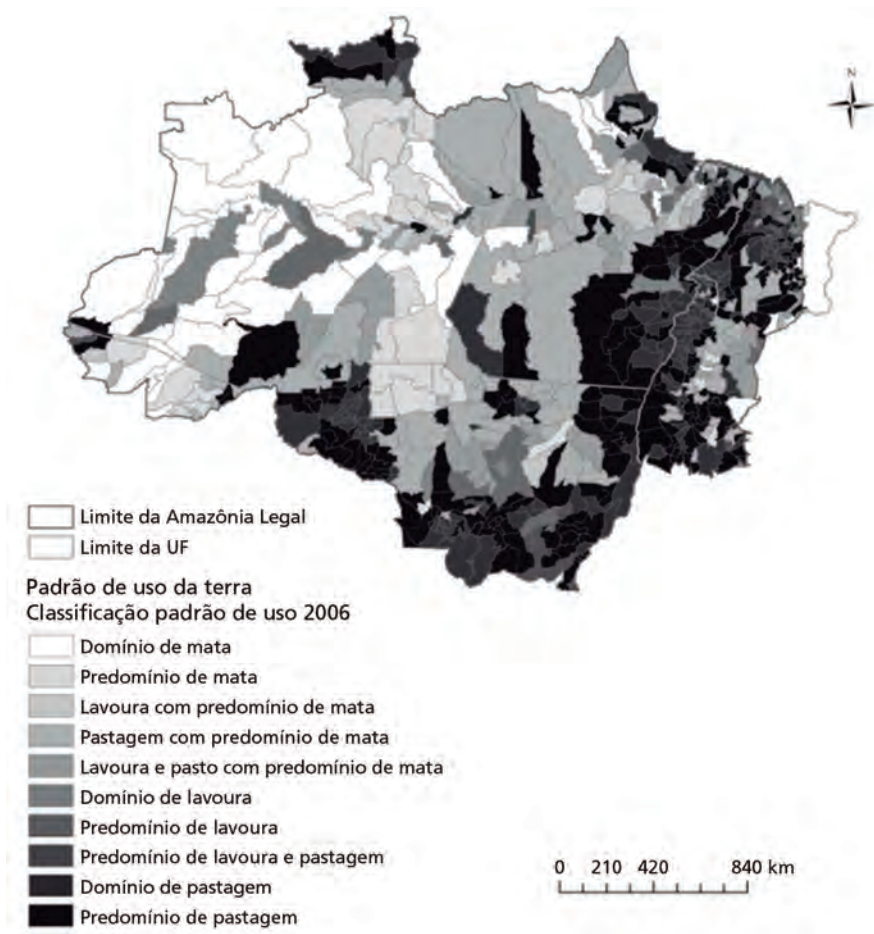 N
Limite da Amazônia Legal
Limite da UF
Padrão de uso da terra
Classificação padrão de uso 2006
Domínio de mata
Predomínio de mata
Lavoura com predomínio de mata
Pastagem com predomínio de mata
Lavoura e pasto com predomínio de mata
Domínio de lavoura
Predomínio de lavoura
Predomínio de lavoura e pastagem
Domínio de pastagem
Predomínio de pastagem
0 210 420 840 km